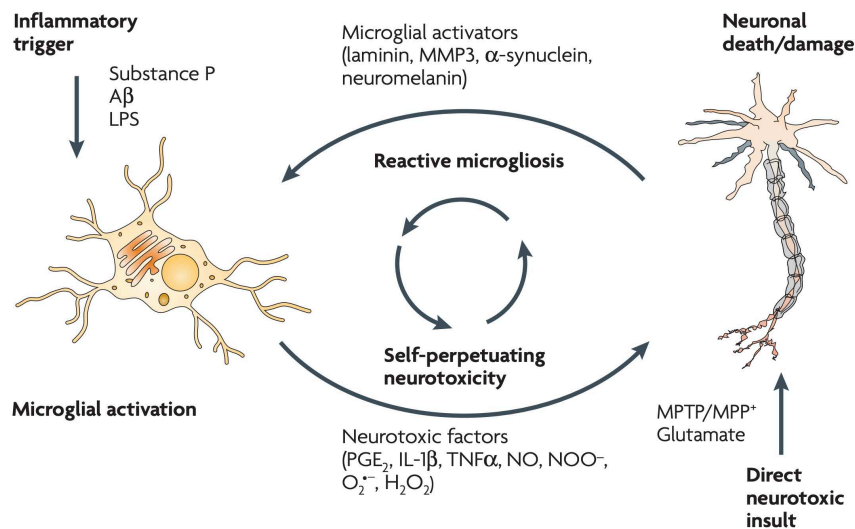 Inflammatory
trigger
Substance P
Aβ
LPS
Microglial activators
(laminin, MMP3, α-synuclein,
neuromelanin)
Neuronal
death/damage
Reactive microgliosis
Self-perpetuating
neurotoxicity
Microglial activation
Neurotoxic factors
(PGE₂, IL-1β, TNFα, NO, NOO⁻,
O₂•⁻, H₂O₂)
MPTP/MPP⁺
Glutamate
Direct
neurotoxic
insult